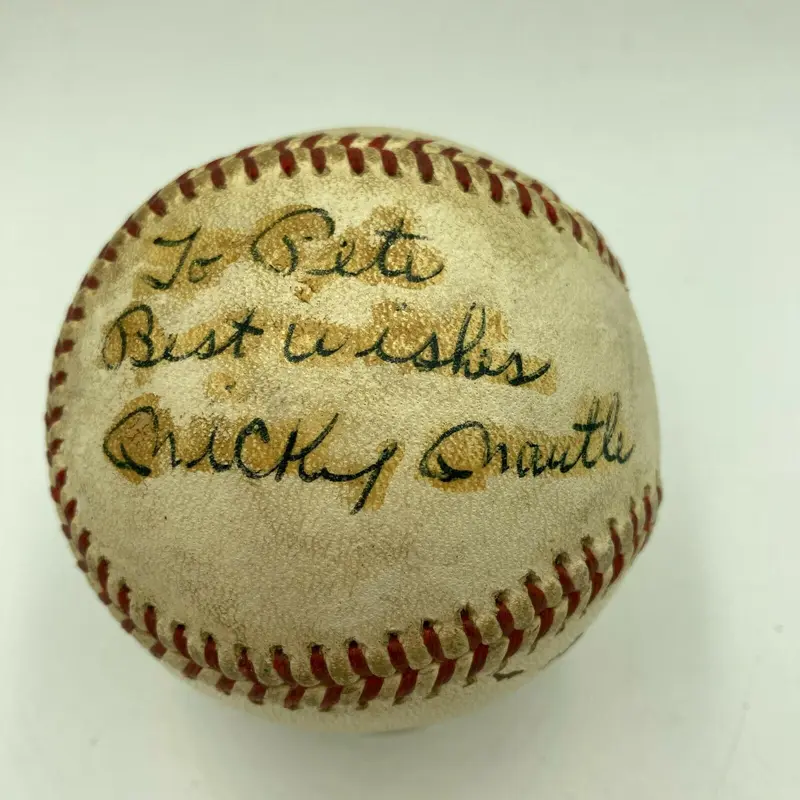 To Pete
Best Wishes
Mickey Mantle